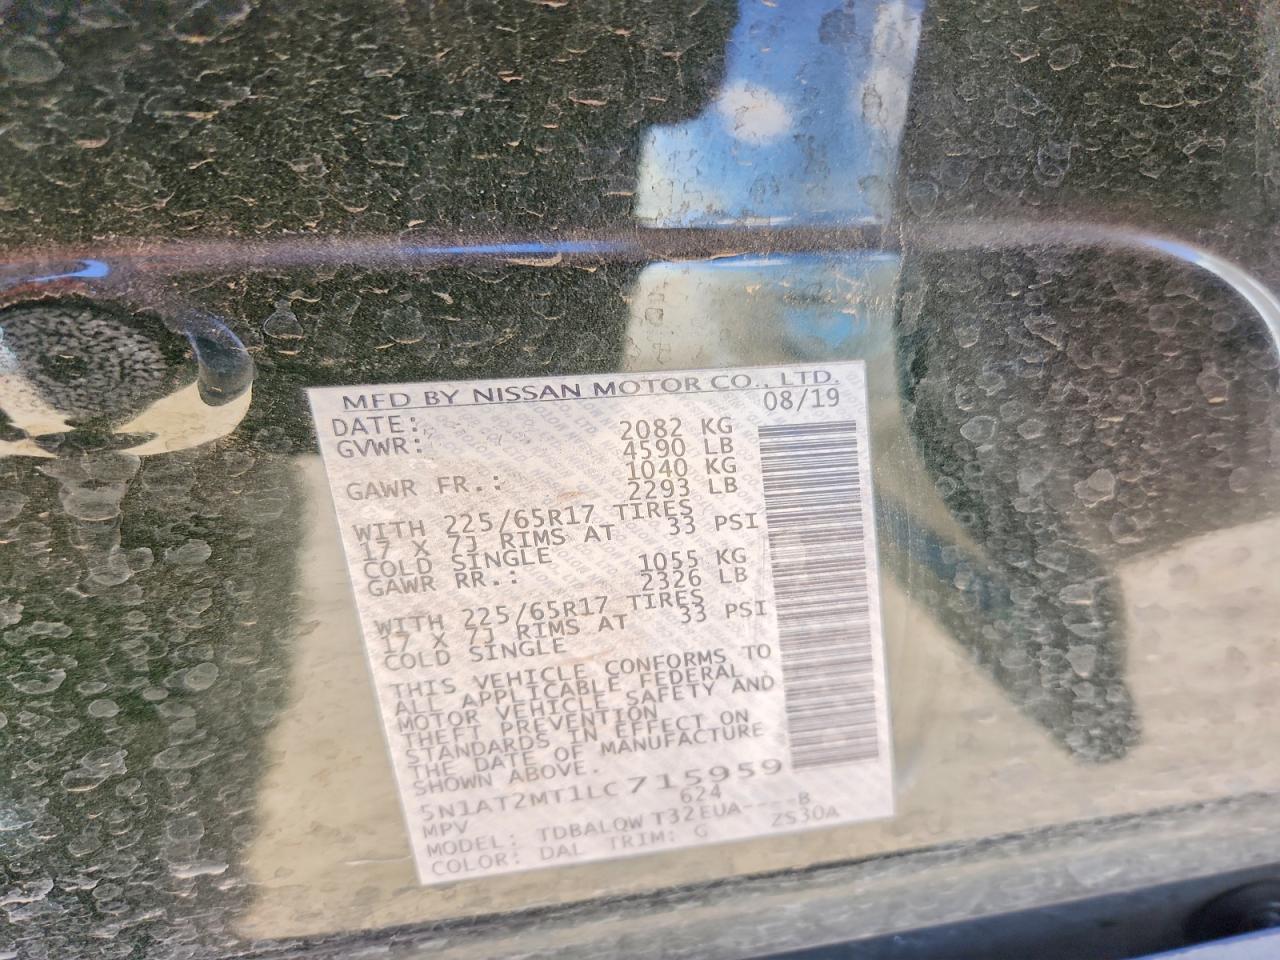 MFD BY NISSAN MOTOR CO., LTD.
DATE: 08/19
GVWR: 2082 KG
4590 LB
GAWR FR.: 1040 KG
2293 LB
WITH 225/65R17 TIRES
17 X 7J RIMS AT 33 PSI
COLD SINGLE
GAWR RR.: 1055 KG
2326 LB
WITH 225/65R17 TIRES
17 X 7J RIMS AT 33 PSI
COLD SINGLE
THIS VEHICLE CONFORMS TO
ALL APPLICABLE FEDERAL
MOTOR VEHICLE SAFETY AND
THEFT PREVENTION
STANDARDS IN EFFECT ON
THE DATE OF MANUFACTURE
SHOWN ABOVE.
5N1AT2MT1LC715959
MPV 624
MODEL: TDBALQWT32EUA----B
COLOR: DAL TRIM: G ZS30A